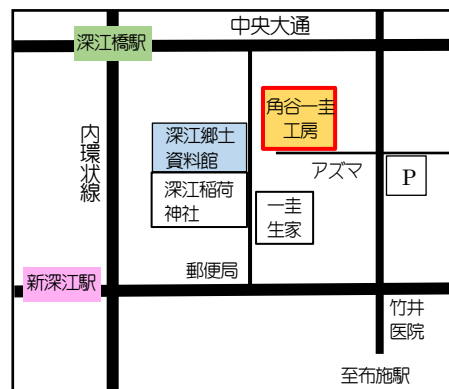 中央大通
深江橋駅
角谷一圭
工房
内環状線
深江郷土
資料館
アズマ
P
深江稲荷
神社
一圭
生家
郵便局
新深江駅
竹井
医院
至布施駅